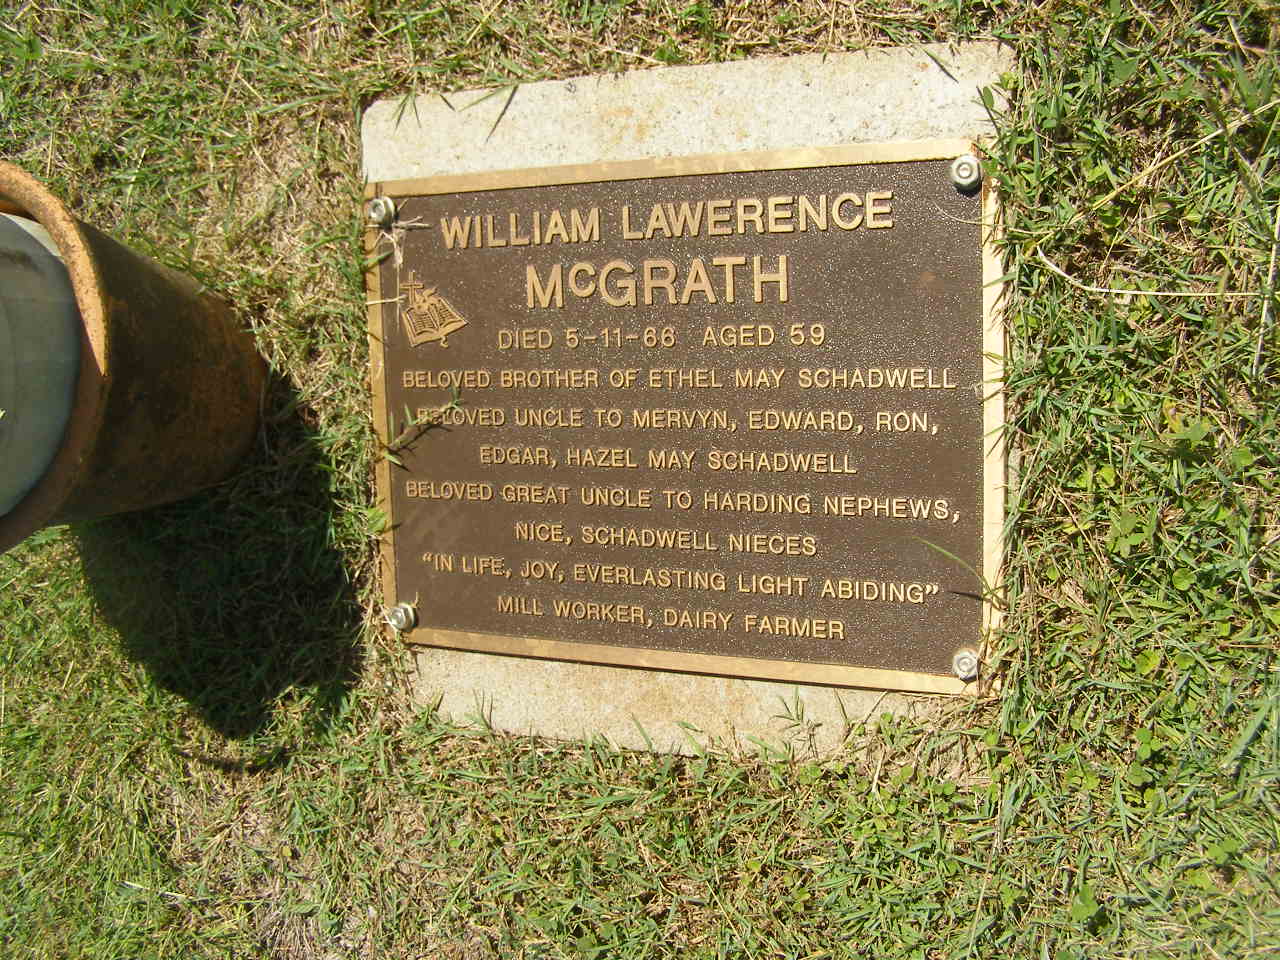 WILLIAM LAWERENCE
McGRATH
DIED 5-11-66 AGED 59
BELOVED BROTHER OF ETHEL MAY SCHADWELL
BELOVED UNCLE TO MERVYN, EDWARD, RON,
EDGAR, HAZEL MAY SCHADWELL
BELOVED GREAT UNCLE TO HARDING NEPHEWS,
NICE, SCHADWELL NIECES
"IN LIFE, JOY, EVERLASTING LIGHT ABIDING"
MILL WORKER, DAIRY FARMER